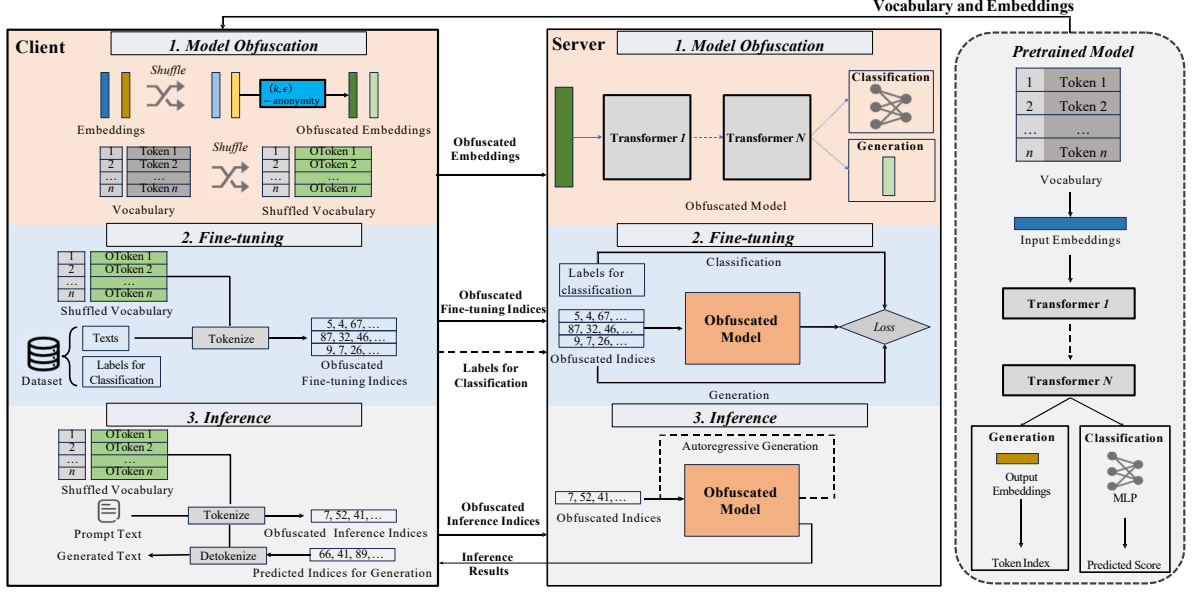 Vocabulary and Embeddings
Client
1. Model Obfuscation
Shuffle
(k, ϵ)
− anonymity
Embeddings
Obfuscated Embeddings
1 Token 1
2 Token 2
... ...
n Token n
Shuffle
1 OToken 1
2 OToken 2
... ...
n OToken n
Vocabulary
Shuffled Vocabulary
2. Fine-tuning
1 OToken 1
2 OToken 2
... ...
n OToken n
Shuffled Vocabulary
Texts
Labels for
Classification
Dataset
Tokenize
5, 4, 67, ...
87, 32, 46, ...
9, 7, 26, ...
Obfuscated
Fine-tuning Indices
3. Inference
1 OToken 1
2 OToken 2
... ...
n OToken n
Shuffled Vocabulary
Prompt Text
Tokenize
7, 52, 41, ...
Obfuscated Inference Indices
Generated Text
Detokenize
66, 41, 89, ...
Predicted Indices for Generation
Obfuscated
Embeddings
Obfuscated
Fine-tuning Indices
Labels for
Classification
Obfuscated
Inference Indices
Inference
Results
Server
1. Model Obfuscation
Transformer 1
Transformer N
Classification
Generation
Obfuscated Model
2. Fine-tuning
Classification
Labels for
classification
5, 4, 67, ...
87, 32, 46, ...
9, 7, 26, ...
Obfuscated Indices
Obfuscated
Model
Loss
Generation
3. Inference
Autoregressive Generation
7, 52, 41, ...
Obfuscated Indices
Obfuscated
Model
Pretrained Model
1 Token 1
2 Token 2
... ...
n Token n
Vocabulary
Input Embeddings
Transformer 1
Transformer N
Generation
Output
Embeddings
Token Index
Classification
MLP
Predicted Score